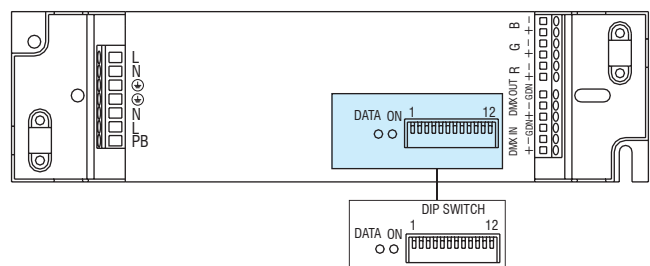 L
N
N
L
PB
DATA ON 1 12
B - +
G - +
R - +
DMX OUT - GDN +
DMX IN - GDN +
DIP SWITCH
DATA ON 1 12